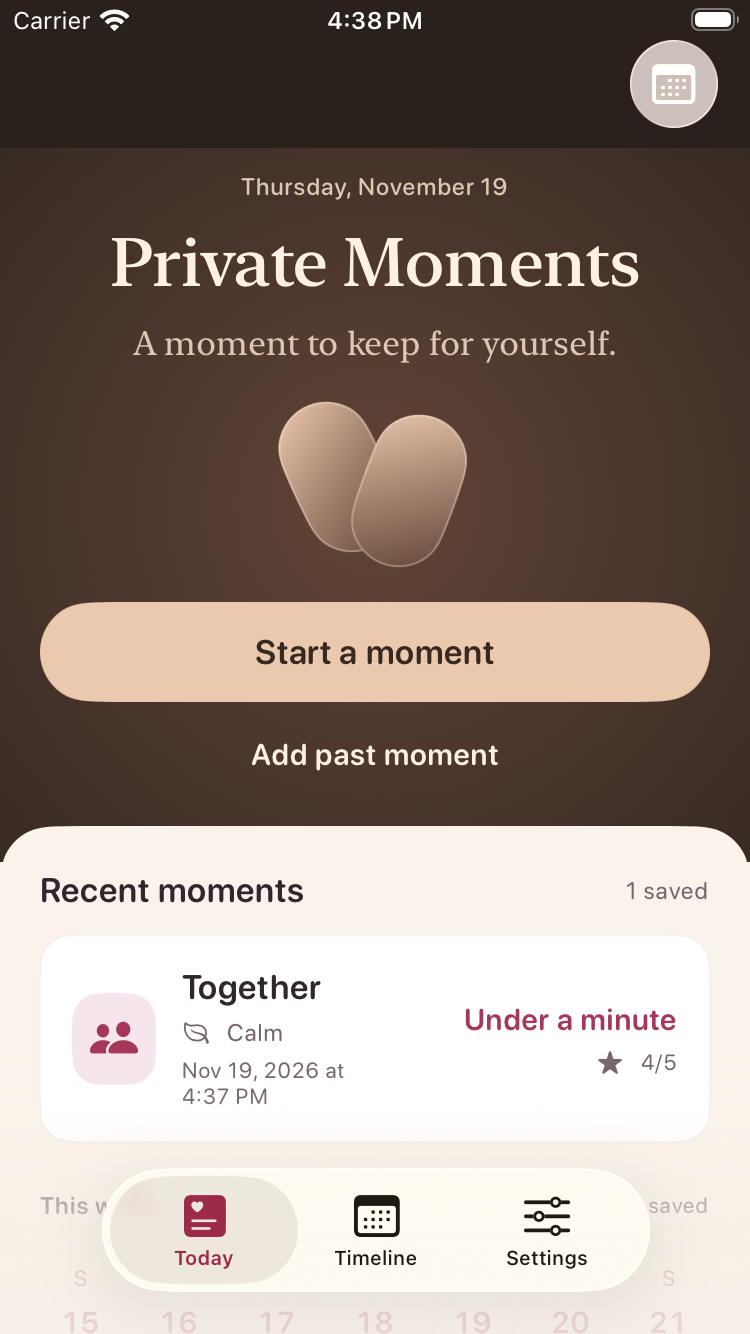 Carrier
4:38 PM
Thursday, November 19
Private Moments
A moment to keep for yourself.
Start a moment
Add past moment
Recent moments
1 saved
Together
Calm
Nov 19, 2026 at
4:37 PM
Under a minute
4/5
This
saved
S
S
15 16 17 18 19 20 21
Today
Timeline
Settings